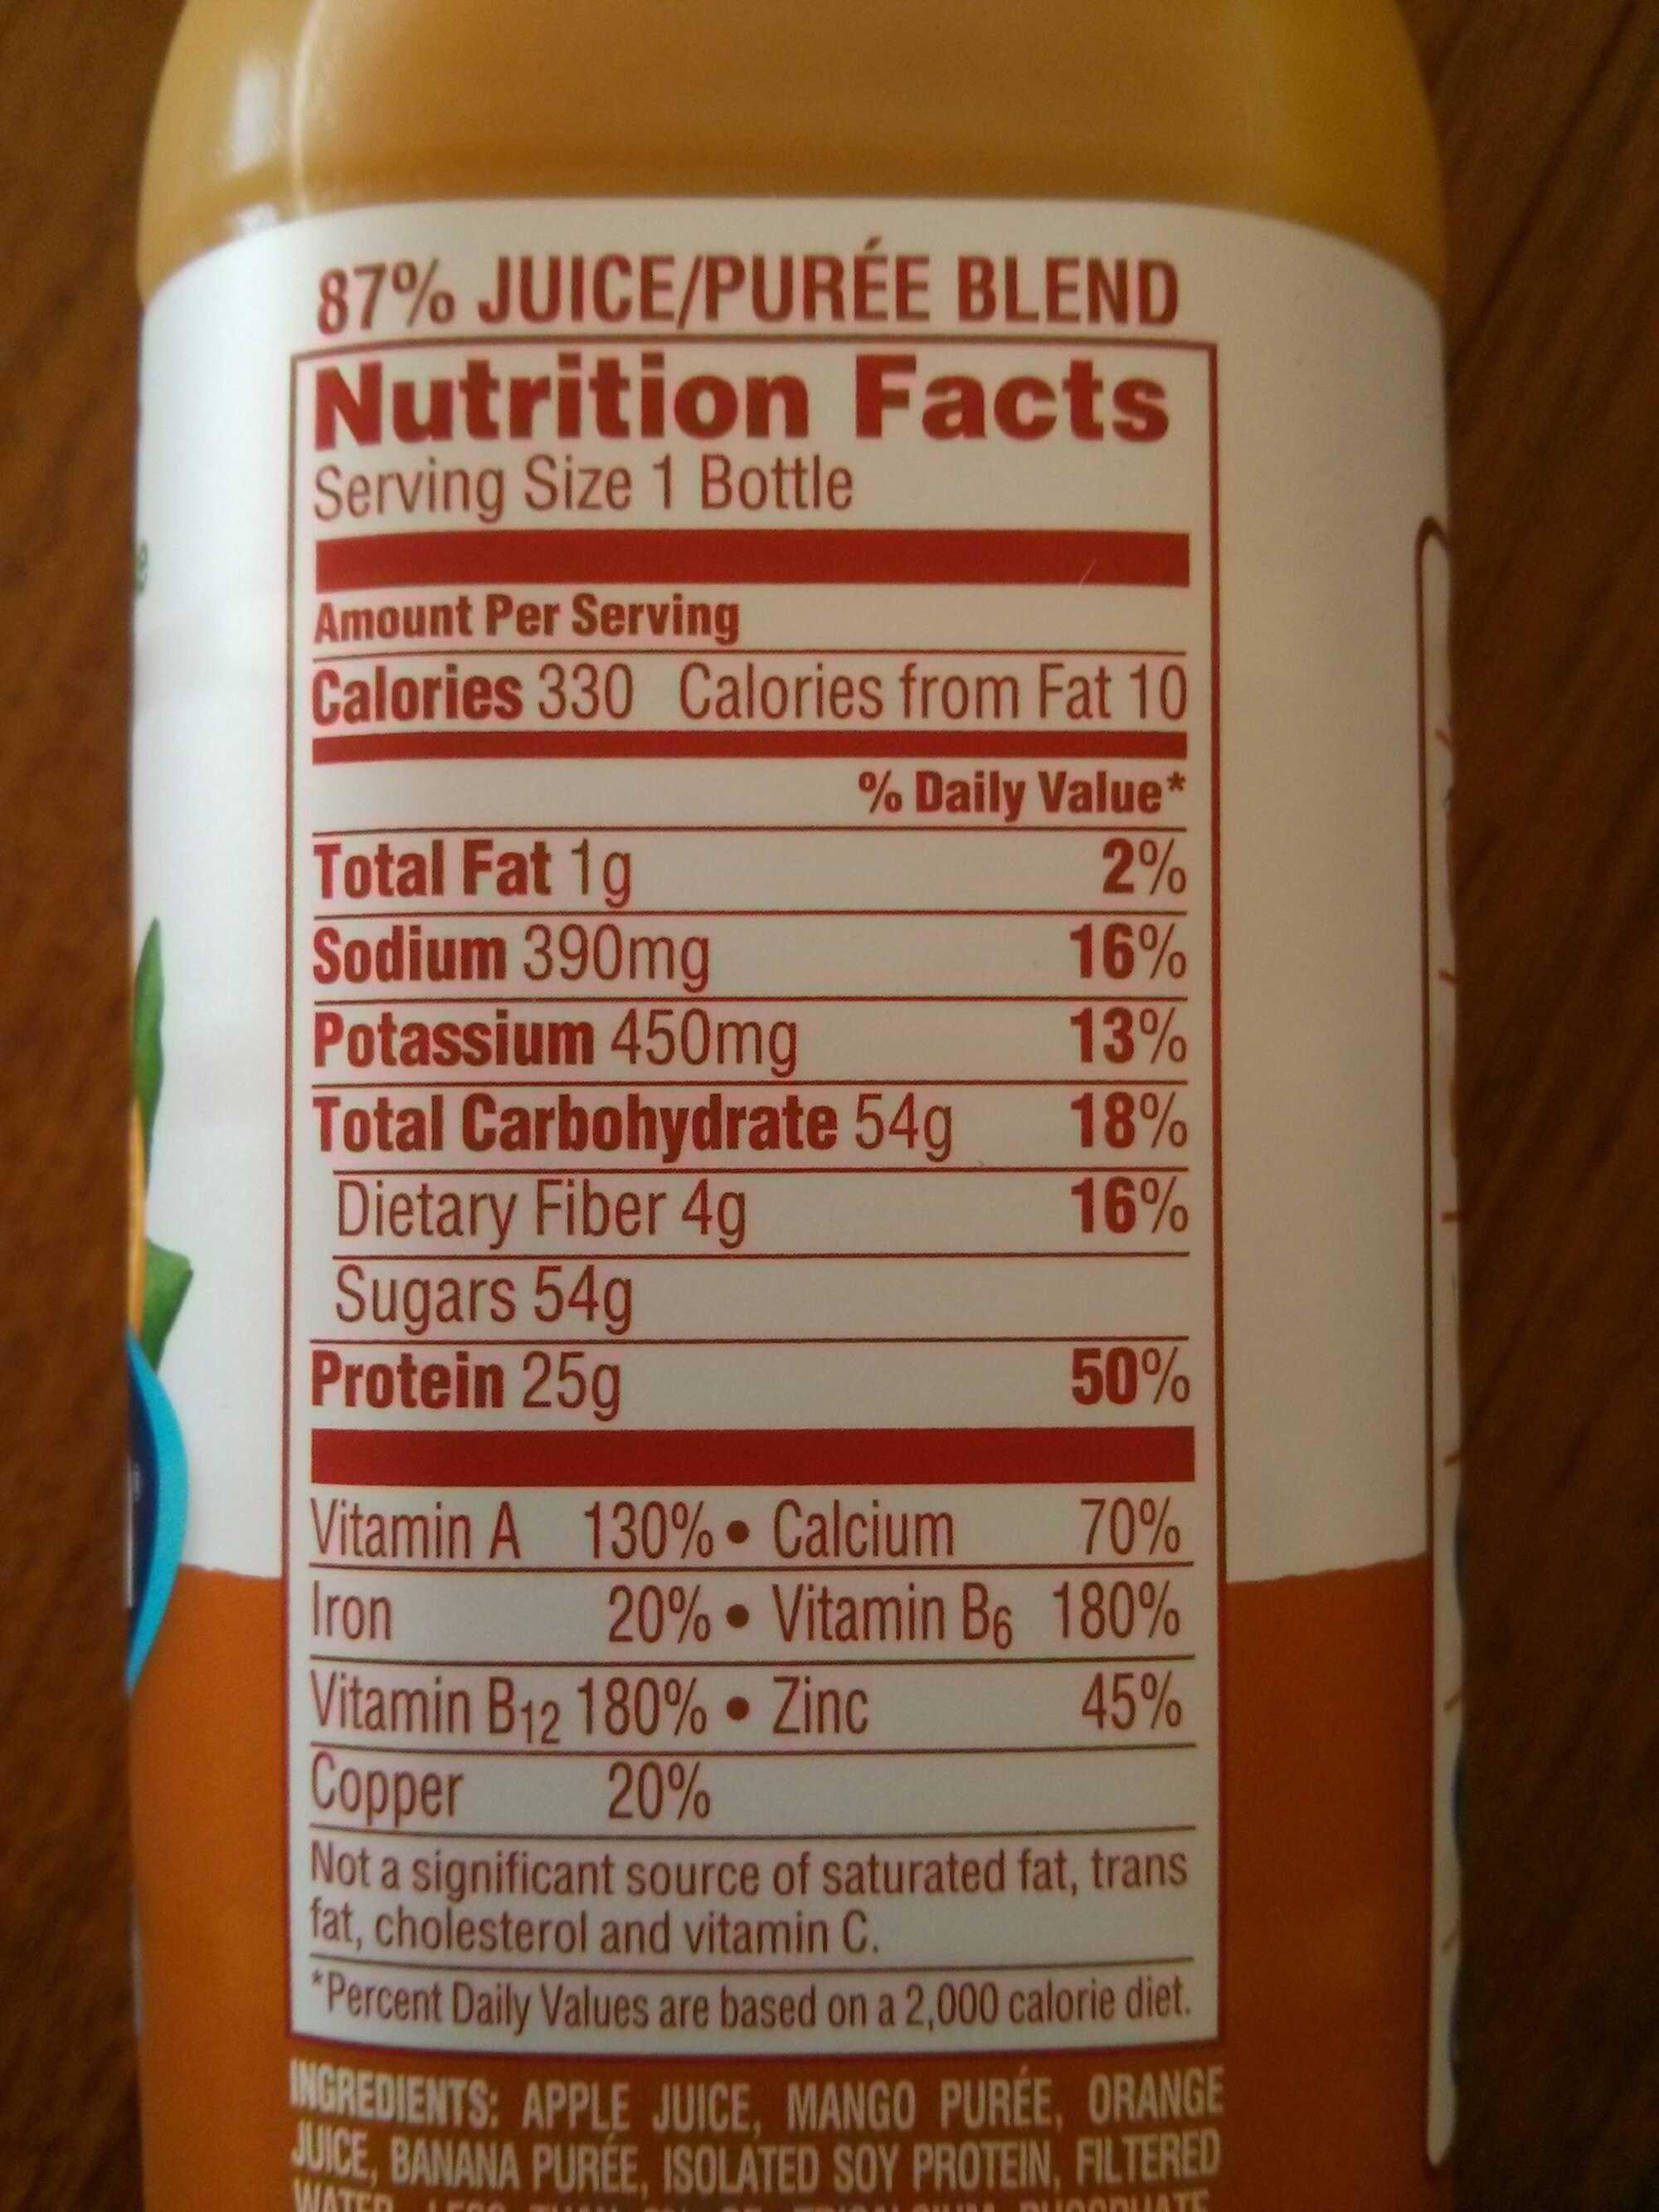 87% JUICE/PURÉE BLEND
Nutrition Facts
Serving Size 1 Bottle
Amount Per Serving
Calories 330 Calories from Fat 10
% Daily Value*
Total Fat 1g 2%
Sodium 390mg 16%
Potassium 450mg 13%
Total Carbohydrate 54g 18%
Dietary Fiber 4g 16%
Sugars 54g
Protein 25g 50%
Vitamin A 130% • Calcium 70%
Iron 20% • Vitamin B6 180%
Vitamin B12 180% • Zinc 45%
Copper 20%
Not a significant source of saturated fat, trans
fat, cholesterol and vitamin C.
*Percent Daily Values are based on a 2,000 calorie diet.
INGREDIENTS: APPLE JUICE, MANGO PURÉE, ORANGE
JUICE, BANANA PURÉE, ISOLATED SOY PROTEIN, FILTERED